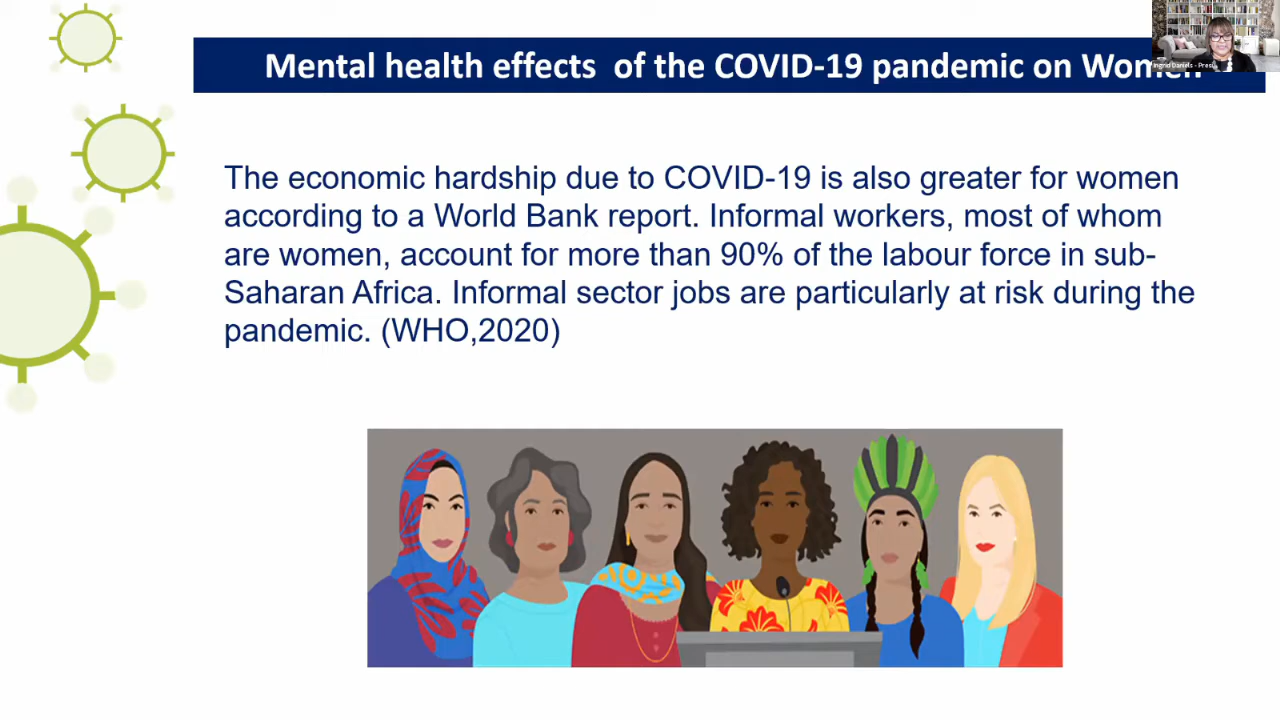 Mental health effects of the COVID-19 pandemic on Women
Ingrid Daniels - Presi
The economic hardship due to COVID-19 is also greater for women
according to a World Bank report. Informal workers, most of whom
are women, account for more than 90% of the labour force in sub-
Saharan Africa. Informal sector jobs are particularly at risk during the
pandemic. (WHO,2020)